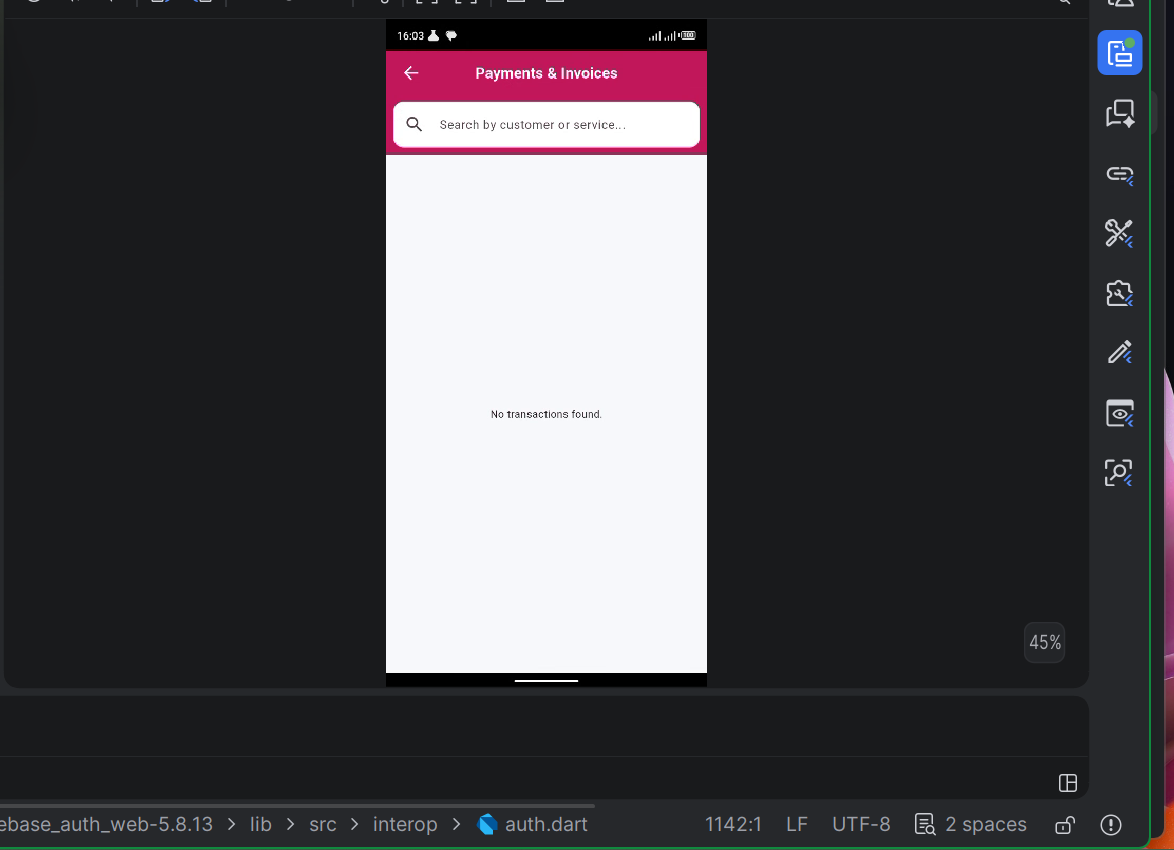 16:03
100
Payments & Invoices
Search by customer or service...
No transactions found.
45%
ebase_auth_web-5.8.13 > lib > src > interop > auth.dart
1142:1 LF UTF-8 2 spaces